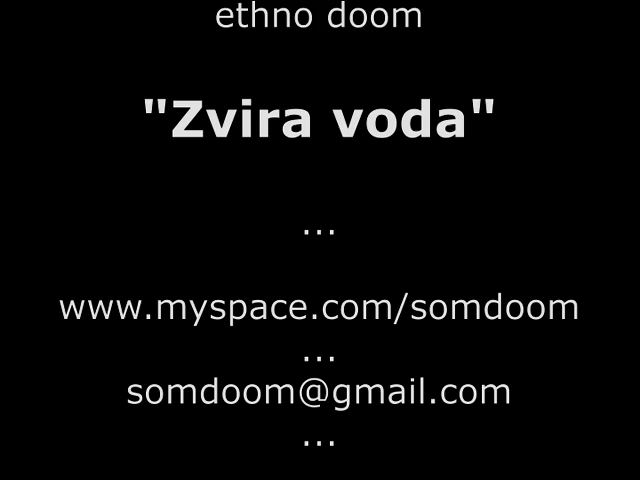 ethno doom
"Zvira voda"
...
www.myspace.com/somdoom
...
somdoom@gmail.com
...